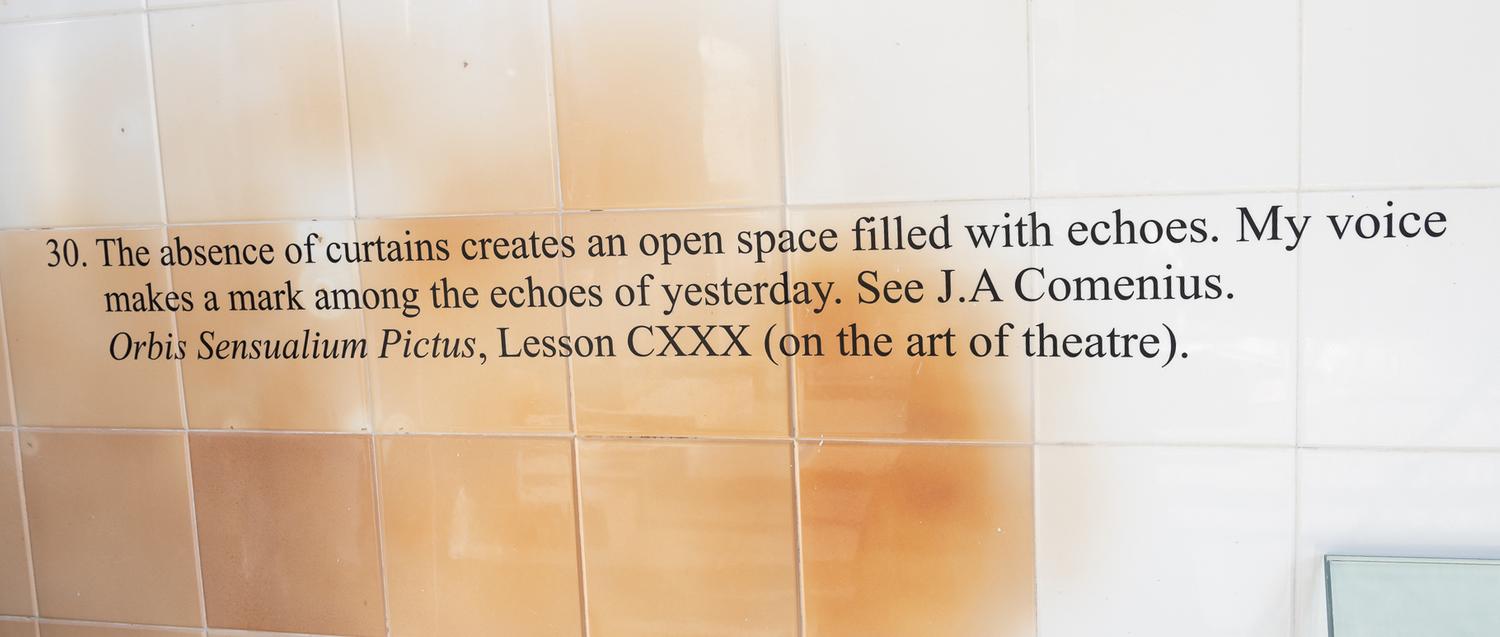 30. The absence of curtains creates an open space filled with echoes. My voice
makes a mark among the echoes of yesterday. See J.A Comenius.
Orbis Sensualium Pictus, Lesson CXXX (on the art of theatre).